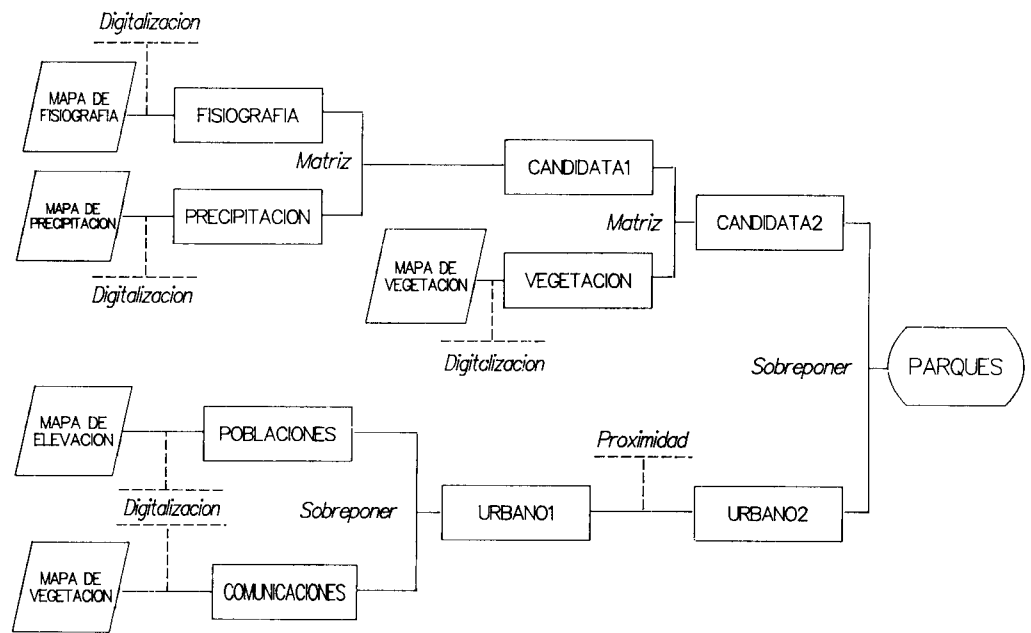 Digitalizacion
MAPA DE
FISIOGRAFIA
FISIOGRAFIA
Matriz
CANDIDATA1
MAPA DE
PRECIPITACION
PRECIPITACION
Digitalizacion
Matriz
CANDIDATA2
MAPA DE
VEGETACION
VEGETACION
Digitalizacion
Sobreponer
PARQUES
MAPA DE
ELEVACION
POBLACIONES
Proximidad
Digitalizacion
Sobreponer
URBANO1
URBANO2
MAPA DE
VEGETACION
COMUNICACIONES